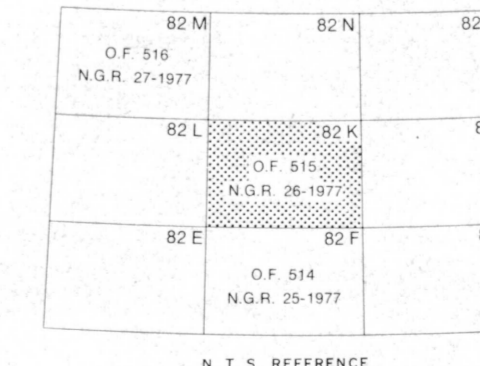 82 M
82 N
82
O.F. 516
N.G.R. 27-1977
82 L
82 K
O.F. 515
N.G.R. 26-1977
82 E
82 F
O.F. 514
N.G.R. 25-1977
N. T. S. REFERENCE